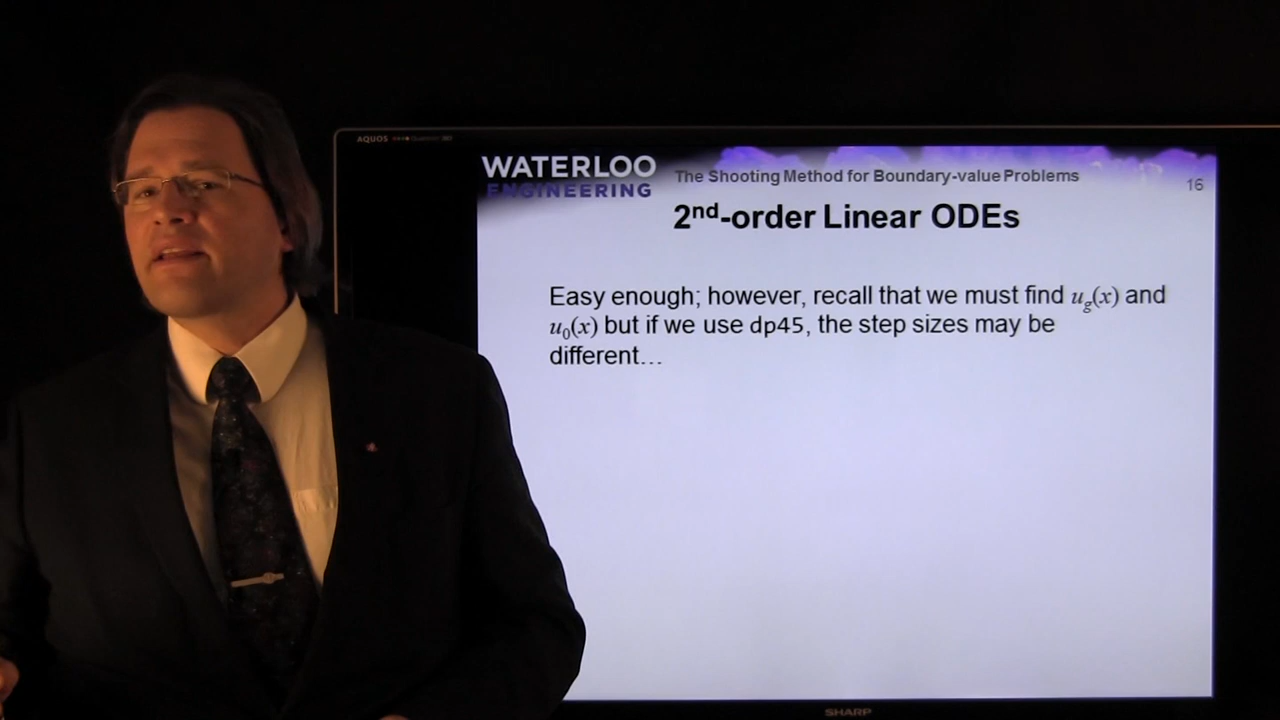 AQUOS
WATERLOO
ENGINEERING
The Shooting Method for Boundary-value Problems
16
2nd-order Linear ODEs
Easy enough; however, recall that we must find ug(x) and
u0(x) but if we use dp45, the step sizes may be
different…
SHARP